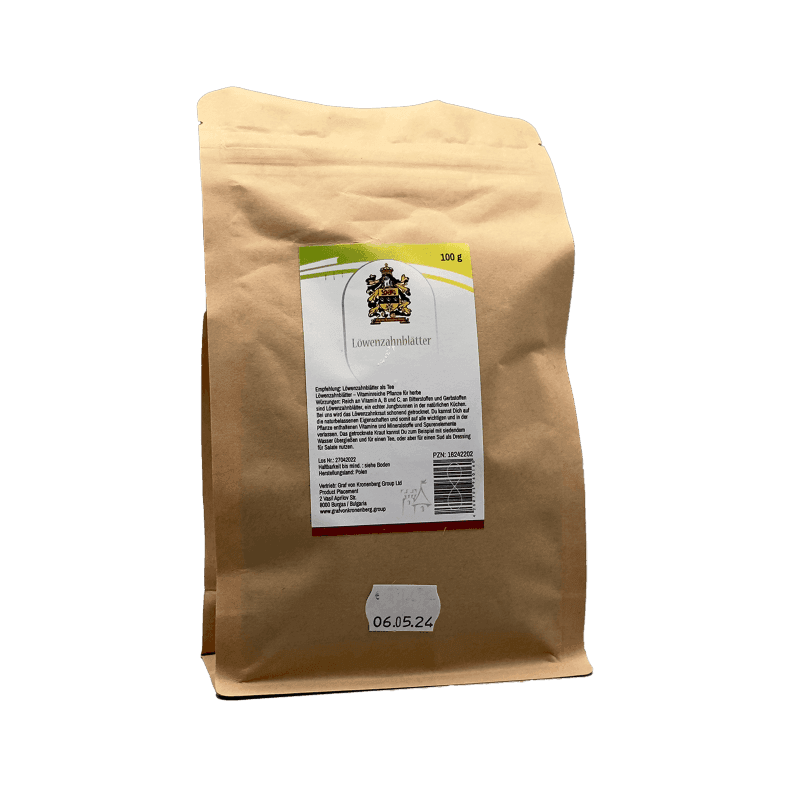 100 g
Löwenzahnblätter
Empfehlung: Löwenzahnblätter als Tee
Löwenzahnblätter – Vitaminreiche Pflanze für herbe
Würzungen: Reich an Vitamin A, B und C, an Bitterstoffen und Gerbstoffen
sind Löwenzahnblätter, ein echter Jungbrunnen in der natürlichen Küchen.
Bei uns wird das Löwenzahnkraut schonend getrocknet. Du kannst Dich auf
die naturbelassenen Eigenschaften und somit auf alle wichtigen und in der
Pflanze enthaltenen Vitamine und Mineralstoffe und Spurenelemente
verlassen. Das getrocknete Kraut kannst Du zum Beispiel mit siedendem
Wasser übergießen und für einen Tee, oder aber für einen Sud als Dressing
für Salate nutzen.
PZN: 16242202
Los Nr.: 27042022
Haltbarkeit bis mind. : siehe Boden
Herstellungsland: Polen
Vertrieb: Graf von Kronenberg Group Ltd
Product Placement
2 Vasil Aprilov Str.
8000 Burgas / Bulgaria
www.grafvonkronenberg.group
06.05.24